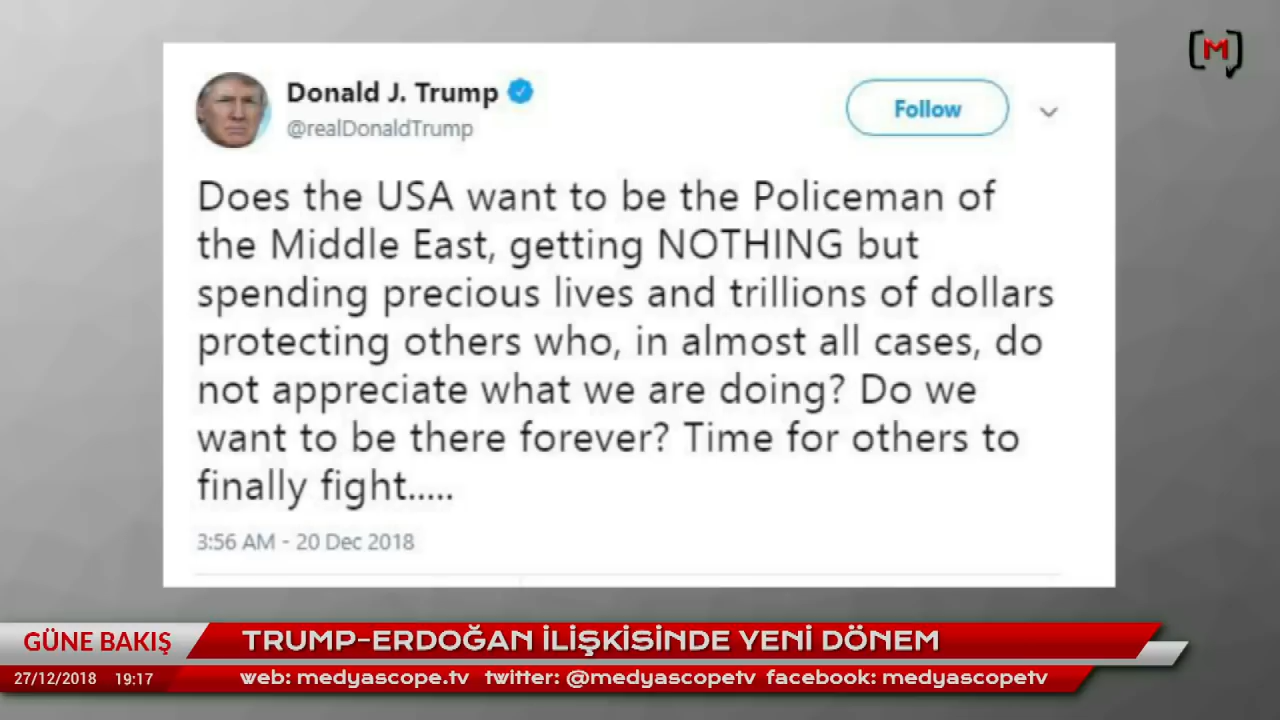 [M]
Donald J. Trump
@realDonaldTrump
Follow
Does the USA want to be the Policeman of
the Middle East, getting NOTHING but
spending precious lives and trillions of dollars
protecting others who, in almost all cases, do
not appreciate what we are doing? Do we
want to be there forever? Time for others to
finally fight.....
3:56 AM - 20 Dec 2018
GÜNE BAKIŞ
TRUMP-ERDOĞAN İLİŞKİSİNDE YENİ DÖNEM
27/12/2018 19:17
web: medyascope.tv twitter: @medyascopetv facebook: medyascopetv